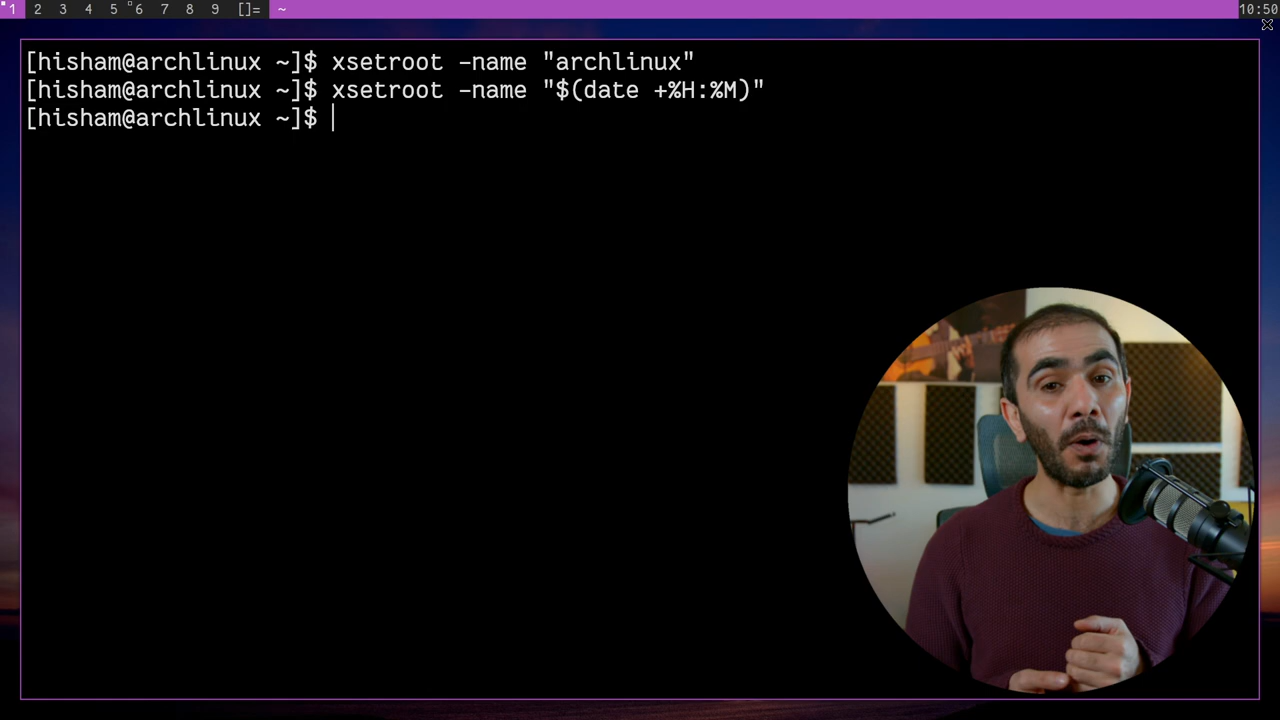 1 2 3 4 5 6 7 8 9 []= ~ 10:50
[hisham@archlinux ~]$ xsetroot -name "archlinux"
[hisham@archlinux ~]$ xsetroot -name "$(date +%H:%M)"
[hisham@archlinux ~]$